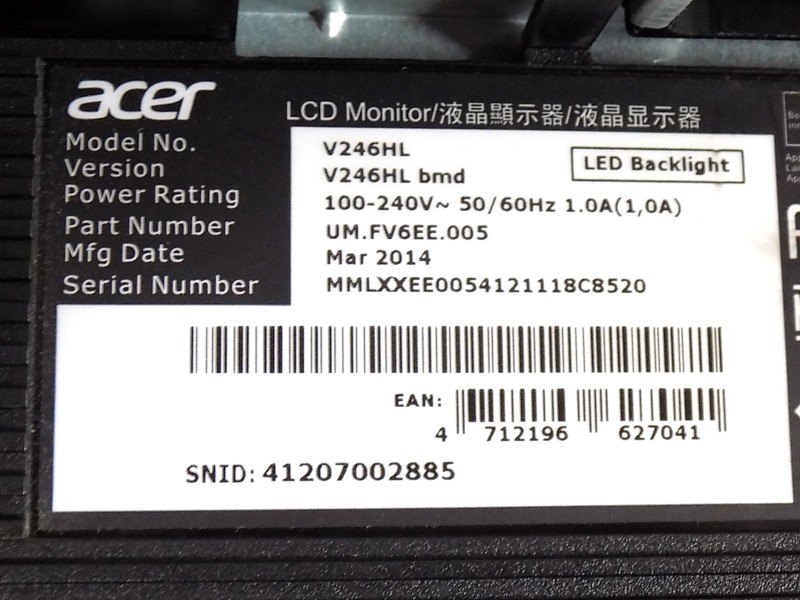 acer
LCD Monitor/液晶顯示器/液晶显示器
Model No. V246HL
LED Backlight
Version V246HL bmd
Power Rating 100-240V~ 50/60Hz 1.0A(1,0A)
Part Number UM.FV6EE.005
Mfg Date Mar 2014
Serial Number MMLXXEE0054121118C8520
EAN:
4 712196 627041
SNID: 41207002885